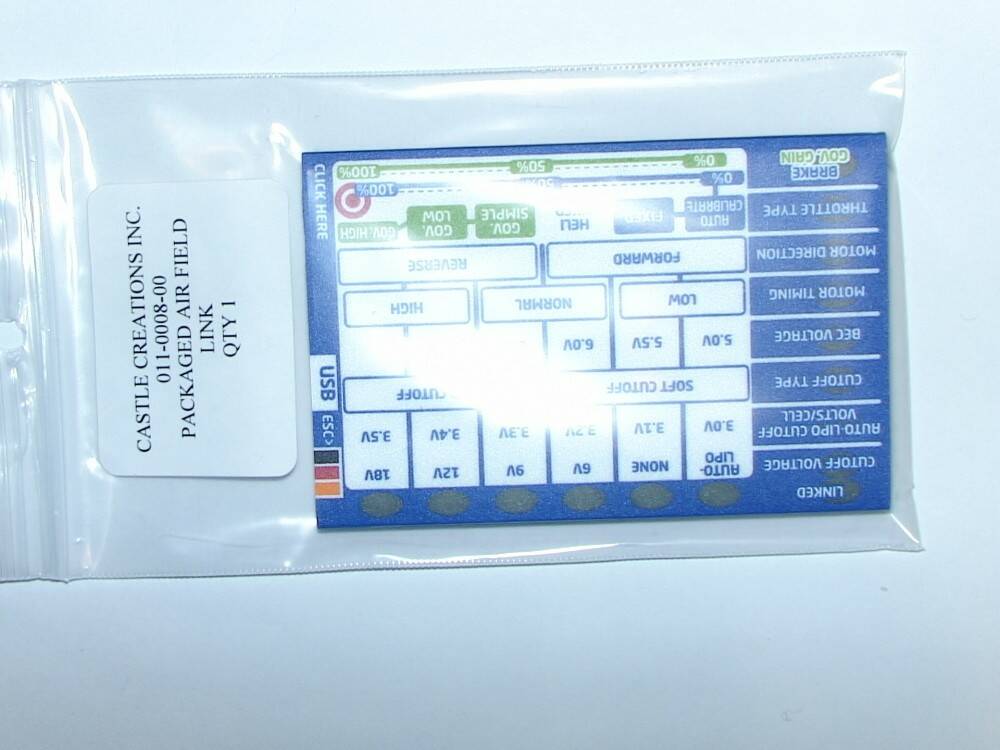 CASTLE CREATIONS INC.
011-0008-00
PACKAGED AIR FIELD
LINK
QTY 1
LINKED
CUTOFF VOLTAGE
AUTO-
LIPO
NONE
6V
9V
12V
18V
AUTO-LIPO CUTOFF
VOLTS/CELL
3.0V
3.1V
3.2V
3.3V
3.4V
3.5V
CUTOFF TYPE
SOFT CUTOFF
CUTOFF
BEC VOLTAGE
5.0V
5.5V
6.0V
MOTOR TIMING
LOW
NORMAL
HIGH
MOTOR DIRECTION
FORWARD
REVERSE
THROTTLE TYPE
AUTO
CALIBRATE
FIXED
HELI
GOV.
SIMPLE
GOV.
LOW
GOV. HIGH
BRAKE
0%
50%
100%
GOV. GAIN
0%
50%
100%
ESC>
USB
CLICK HERE